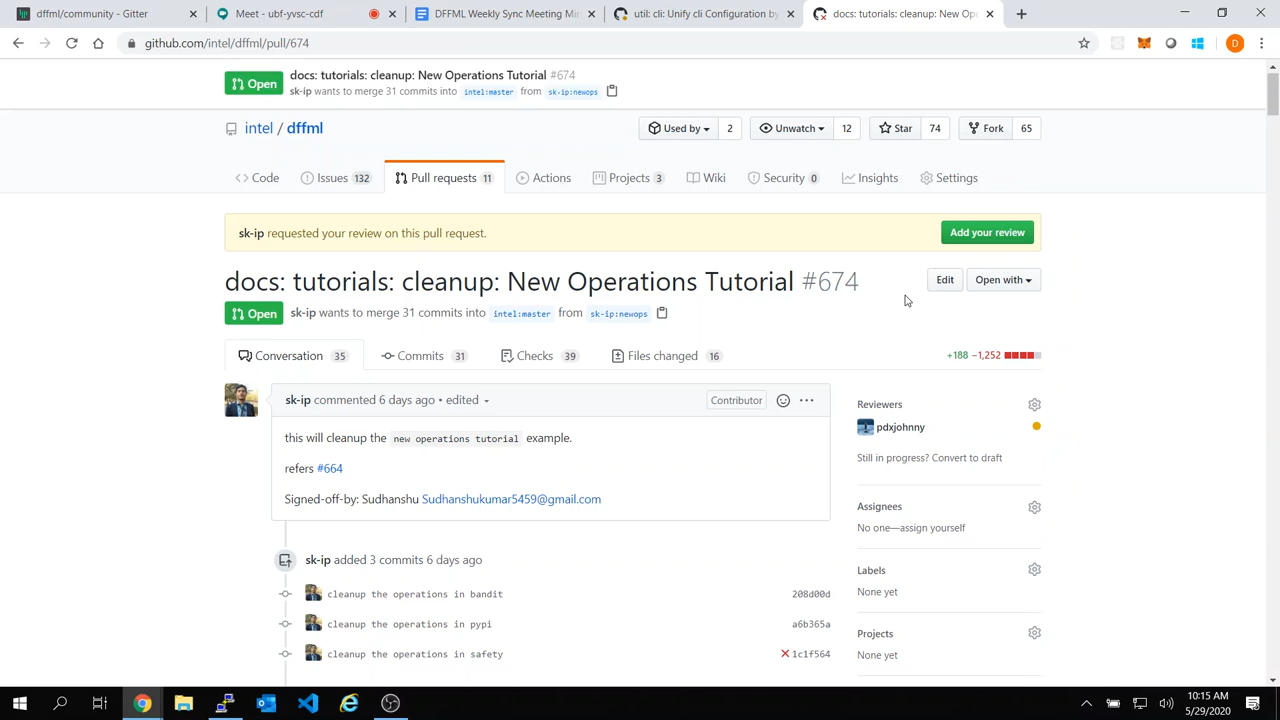 dffml/community - Gitter
Meet - ubf-yvsc-cdf
DFFML Weekly Sync Meeting Min
util: cli: Unify cli Configuration by
docs: tutorials: cleanup: New Op
github.com/intel/dffml/pull/674
D
Open
docs: tutorials: cleanup: New Operations Tutorial #674
sk-ip wants to merge 31 commits into intel:master from sk-ip:newops
intel / dffml
Used by 2
Unwatch 12
Star 74
Fork 65
Code
Issues 132
Pull requests 11
Actions
Projects 3
Wiki
Security 0
Insights
Settings
sk-ip requested your review on this pull request.
Add your review
docs: tutorials: cleanup: New Operations Tutorial #674
Edit
Open with
Open
sk-ip wants to merge 31 commits into intel:master from sk-ip:newops
Conversation 35
Commits 31
Checks 39
Files changed 16
+188 −1,252
sk-ip commented 6 days ago • edited
Contributor
this will cleanup the new operations tutorial example.
refers #664
Signed-off-by: Sudhanshu Sudhanshukumar5459@gmail.com
Reviewers
pdxjohnny
Still in progress? Convert to draft
Assignees
No one—assign yourself
Labels
None yet
Projects
None yet
sk-ip added 3 commits 6 days ago
cleanup the operations in bandit 208d00d
cleanup the operations in pypi a6b365a
cleanup the operations in safety 1c1f564
10:15 AM
5/29/2020